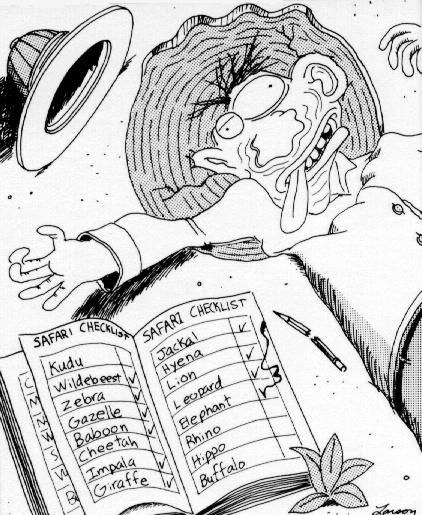 SAFARI CHECKLIST
Kudu
Wildebeest
Zebra
Gazelle
Baboon
Cheetah
Impala
Giraffe
SAFARI CHECKLIST
Jackal
Hyena
Lion
Leopard
Elephant
Rhino
Hippo
Buffalo
Larson